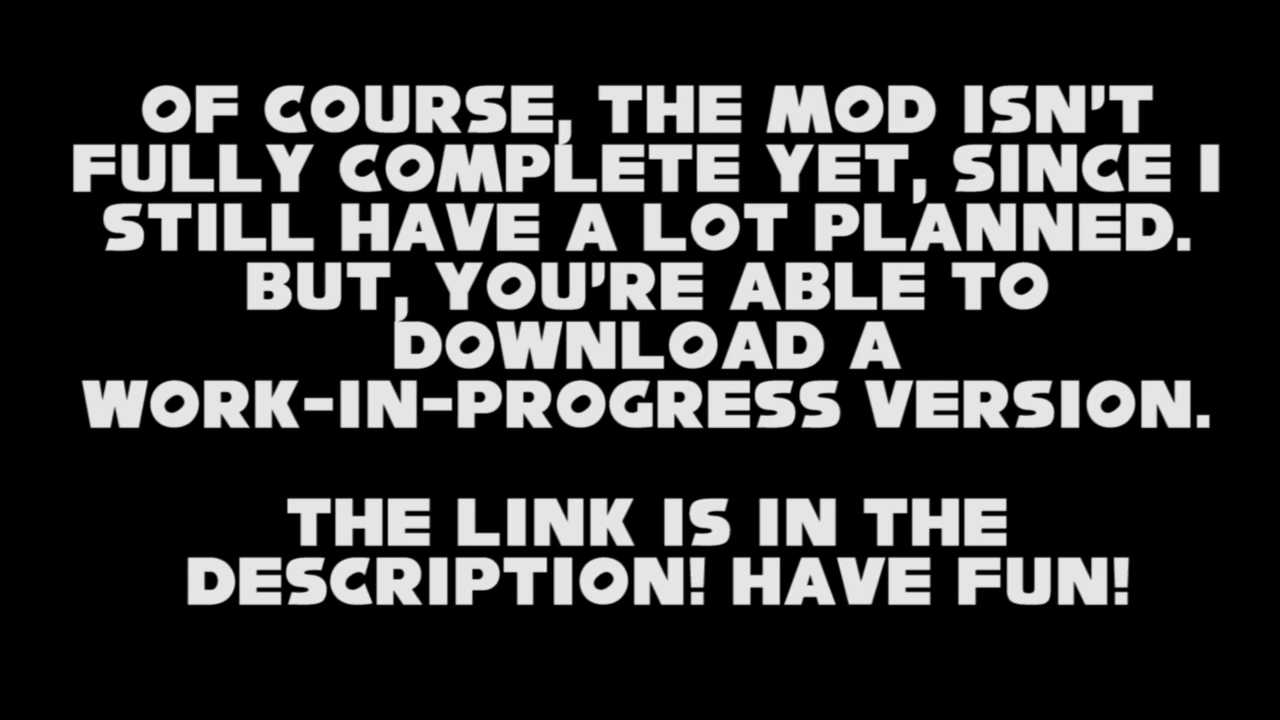 OF COURSE, THE MOD ISN'T
FULLY COMPLETE YET, SINCE I
STILL HAVE A LOT PLANNED.
BUT, YOU'RE ABLE TO
DOWNLOAD A
WORK-IN-PROGRESS VERSION.
THE LINK IS IN THE
DESCRIPTION! HAVE FUN!